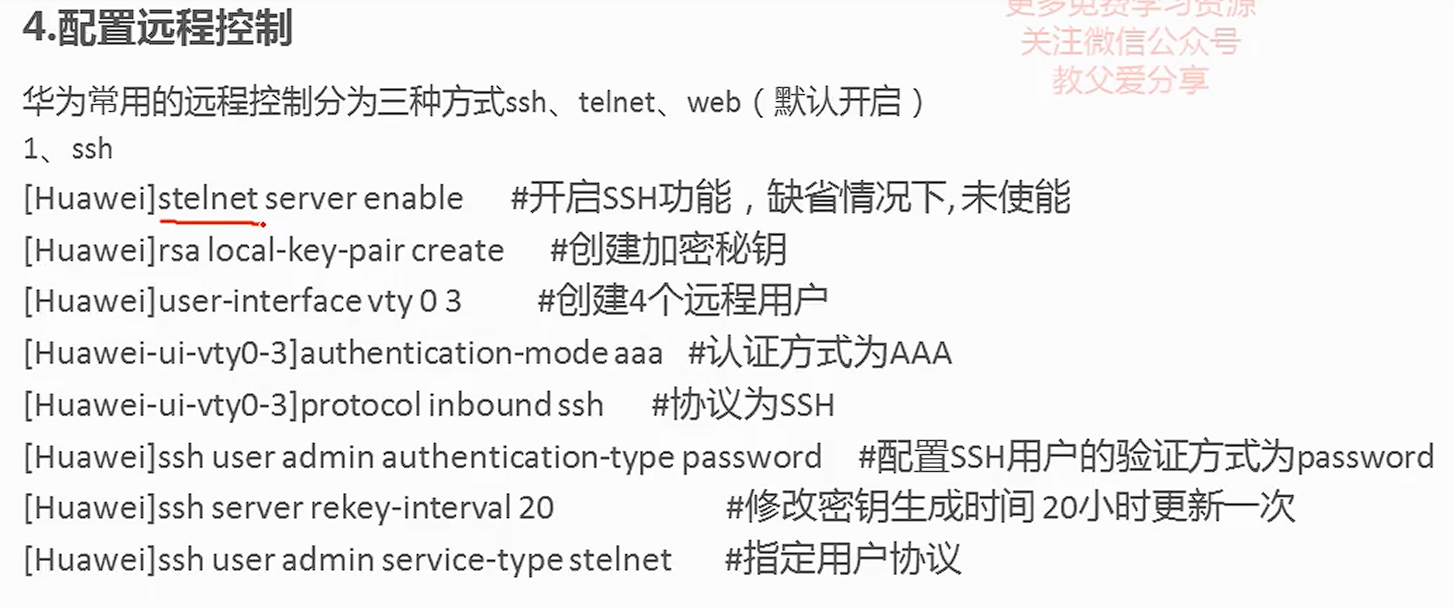 更多免费学习资源
关注微信公众号
教父爱分享
4.配置远程控制
华为常用的远程控制分为三种方式ssh、telnet、web（默认开启）
1、ssh
[Huawei]stelnet server enable #开启SSH功能，缺省情况下,未使能
[Huawei]rsa local-key-pair create #创建加密秘钥
[Huawei]user-interface vty 0 3 #创建4个远程用户
[Huawei-ui-vty0-3]authentication-mode aaa #认证方式为AAA
[Huawei-ui-vty0-3]protocol inbound ssh #协议为SSH
[Huawei]ssh user admin authentication-type password #配置SSH用户的验证方式为password
[Huawei]ssh server rekey-interval 20 #修改密钥生成时间 20小时更新一次
[Huawei]ssh user admin service-type stelnet #指定用户协议